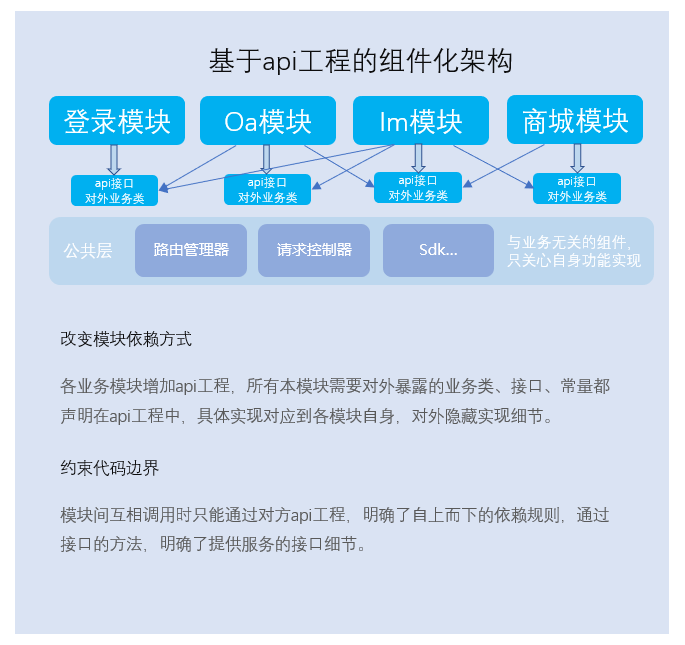 基于api工程的组件化架构
登录模块
Oa模块
Im模块
商城模块
api接口
对外业务类
api接口
对外业务类
api接口
对外业务类
api接口
对外业务类
公共层
路由管理器
请求控制器
Sdk...
与业务无关的组件，
只关心自身功能实现
改变模块依赖方式
各业务模块增加api工程，所有本模块需要对外暴露的业务类、接口、常量都
声明在api工程中，具体实现对应到各模块自身，对外隐藏实现细节。
约束代码边界
模块间互相调用时只能通过对方api工程，明确了自上而下的依赖规则，通过
接口的方法，明确了提供服务的接口细节。